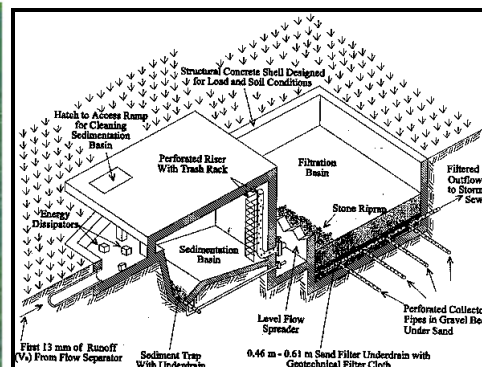 Structural Concrete Shell Designed
for Load and Soil Conditions
Hatch to Access Ramp
for Cleaning
Sedimentation
Basin
Perforated Riser
With Trash Rack
Filtration
Basin
Filtered
Outflow
to Storm
Sew
Energy
Dissipators
Stone Riprap
Sedimentation
Basin
Level Flow
Spreader
Perforated Collector
Pipes in Gravel Be
Under Sand
First 13 mm of Runoff
From Flow Separator
Sediment Trap
With Underdrain
0.46 m - 0.61 m Sand Filter Underdrain with
Geotechnical Filter Cloth